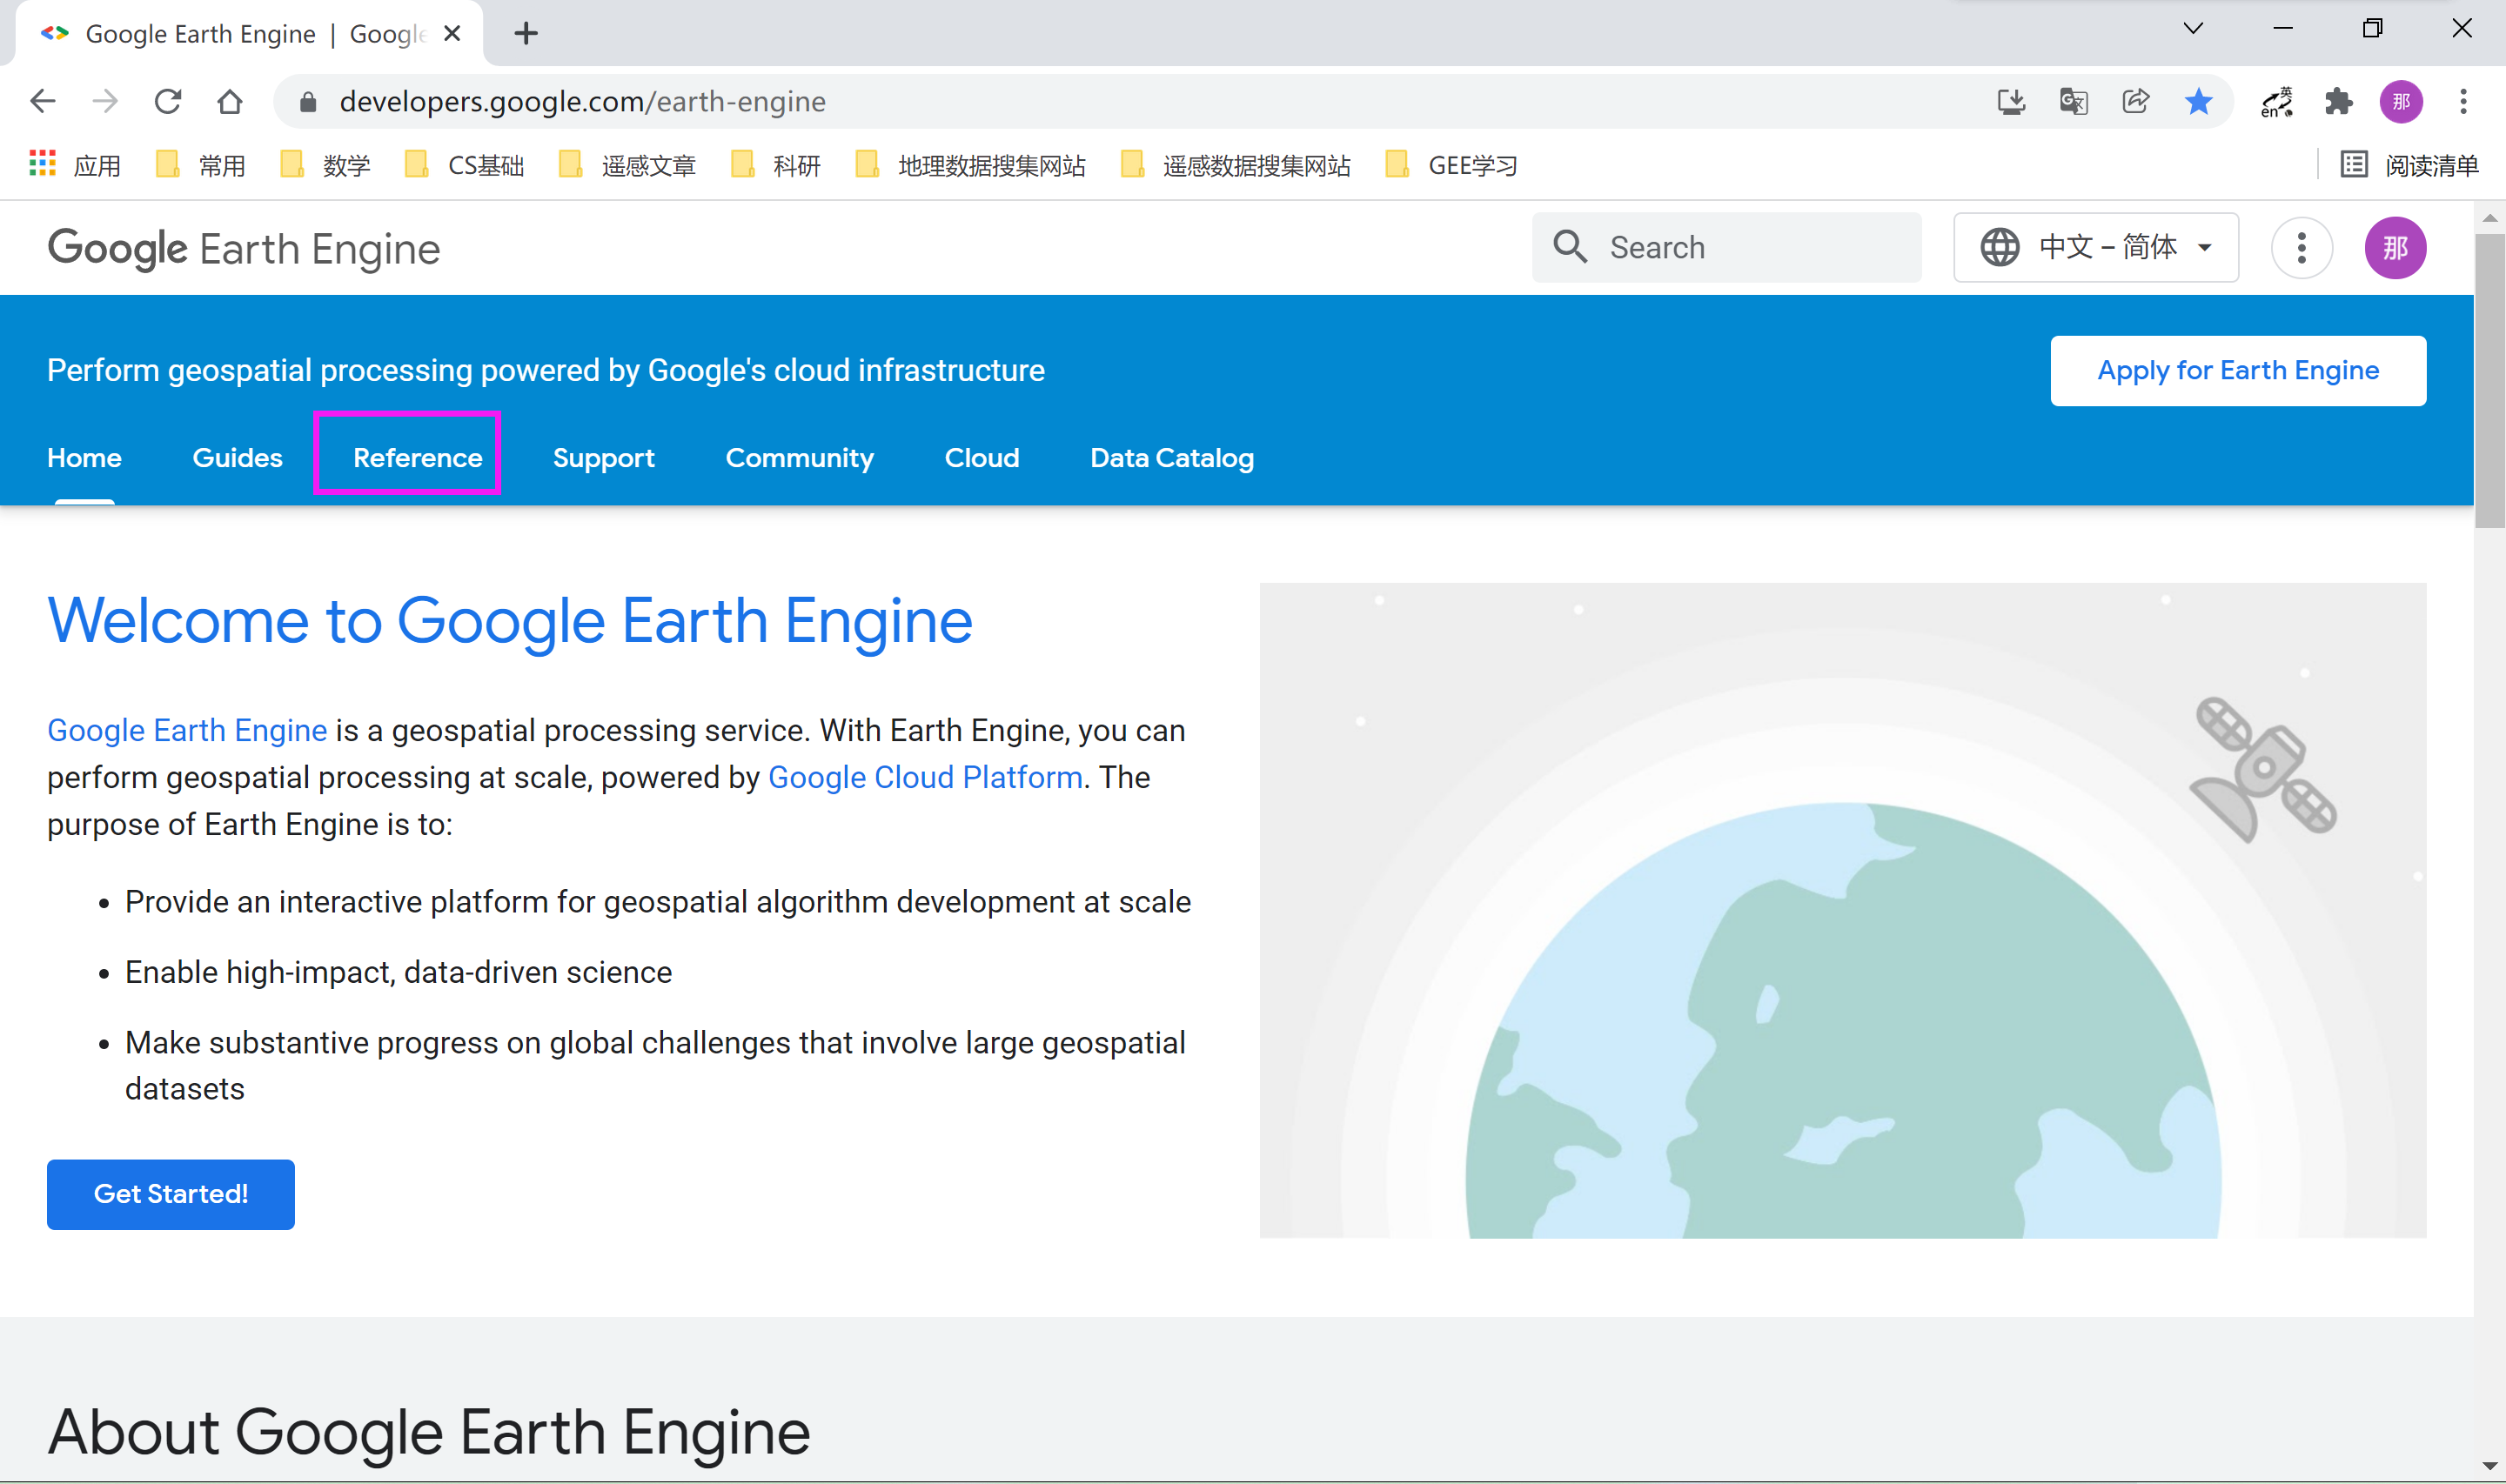 Google Earth Engine | Google
developers.google.com/earth-engine
那
en 英
应用 常用 数学 CS基础 遥感文章 科研 地理数据搜集网站 遥感数据搜集网站 GEE学习 阅读清单
Google Earth Engine Search 中文 – 简体 那
Perform geospatial processing powered by Google's cloud infrastructure Apply for Earth Engine
Home Guides Reference Support Community Cloud Data Catalog
Welcome to Google Earth Engine
Google Earth Engine is a geospatial processing service. With Earth Engine, you can
perform geospatial processing at scale, powered by Google Cloud Platform. The
purpose of Earth Engine is to:
• Provide an interactive platform for geospatial algorithm development at scale
• Enable high-impact, data-driven science
• Make substantive progress on global challenges that involve large geospatial
datasets
Get Started!
About Google Earth Engine